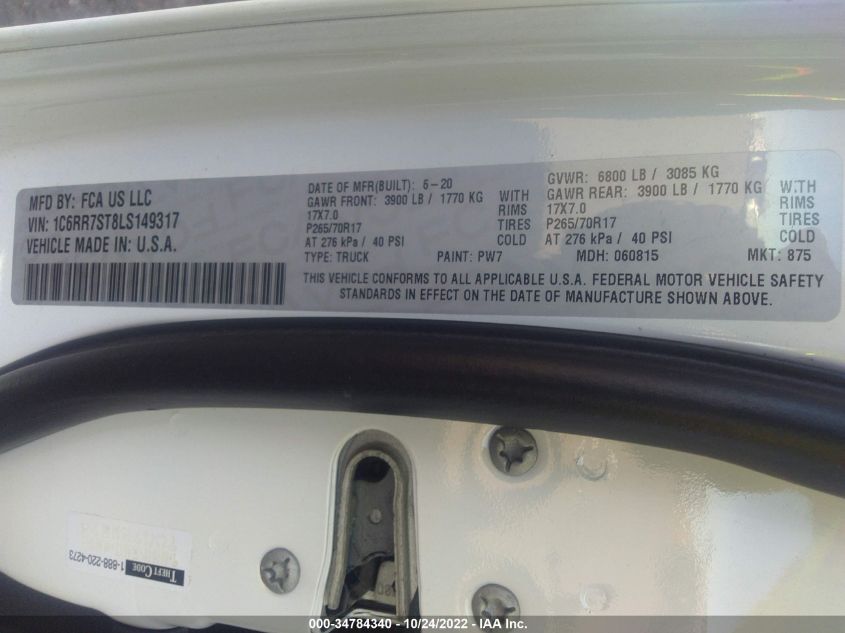 MFD BY: FCA US LLC
VIN: 1C6RR7ST8LS149317
VEHICLE MADE IN U.S.A.
DATE OF MFR(BUILT): 6-20
GAWR FRONT: 3900 LB / 1770 KG WITH
17X7.0 RIMS
P265/70R17 TIRES
AT 276 kPa / 40 PSI COLD
TYPE: TRUCK PAINT: PW7
GVWR: 6800 LB / 3085 KG
GAWR REAR: 3900 LB / 1770 KG WITH
17X7.0 RIMS
P265/70R17 TIRES
AT 276 kPa / 40 PSI COLD
MDH: 060815 MKT: 875
THIS VEHICLE CONFORMS TO ALL APPLICABLE U.S.A. FEDERAL MOTOR VEHICLE SAFETY
STANDARDS IN EFFECT ON THE DATE OF MANUFACTURE SHOWN ABOVE.
THEFT CODE
1-888-220-4273
000-34784340 - 10/24/2022 - IAA Inc.